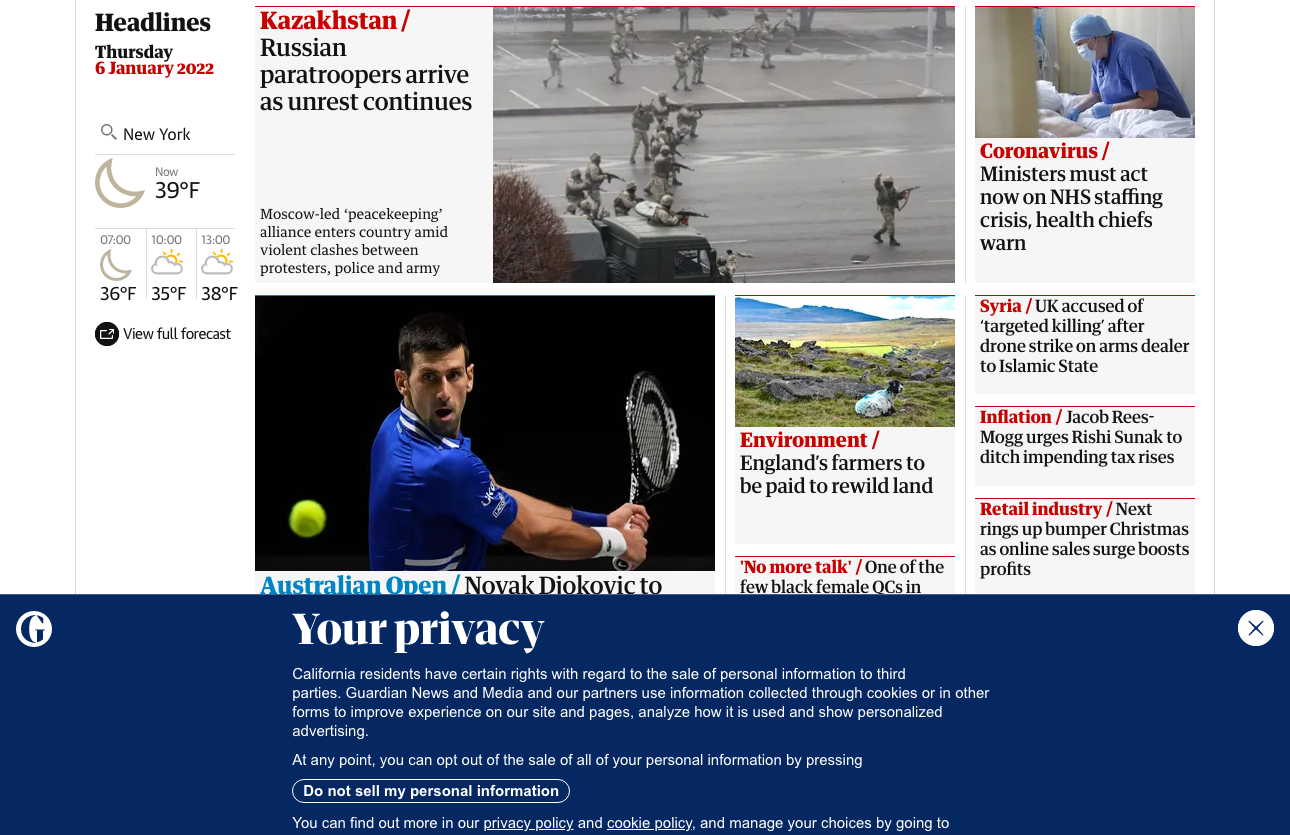 Headlines
Thursday
6 January 2022
New York
Now
39°F
07:00
36°F
10:00
35°F
13:00
38°F
View full forecast
Kazakhstan /
Russian
paratroopers arrive
as unrest continues
Moscow-led ‘peacekeeping’
alliance enters country amid
violent clashes between
protesters, police and army
Coronavirus /
Ministers must act
now on NHS staffing
crisis, health chiefs
warn
Australian Open / Novak Djokovic to
Environment /
England’s farmers to
be paid to rewild land
'No more talk' / One of the
few black female QCs in
Syria / UK accused of
‘targeted killing’ after
drone strike on arms dealer
to Islamic State
Inflation / Jacob Rees-
Mogg urges Rishi Sunak to
ditch impending tax rises
Retail industry / Next
rings up bumper Christmas
as online sales surge boosts
profits
Your privacy
California residents have certain rights with regard to the sale of personal information to third
parties. Guardian News and Media and our partners use information collected through cookies or in other
forms to improve experience on our site and pages, analyze how it is used and show personalized
advertising.
At any point, you can opt out of the sale of all of your personal information by pressing
Do not sell my personal information
You can find out more in our privacy policy and cookie policy, and manage your choices by going to